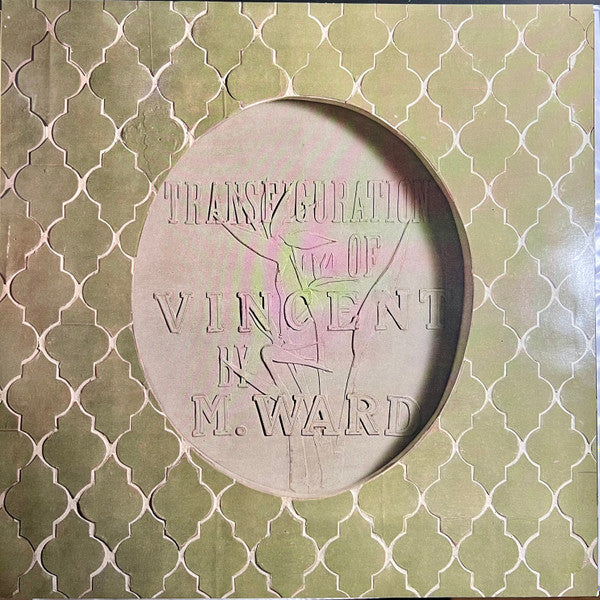 TRANSFIGURATION
OF
VINCENT
BY
M. WARD